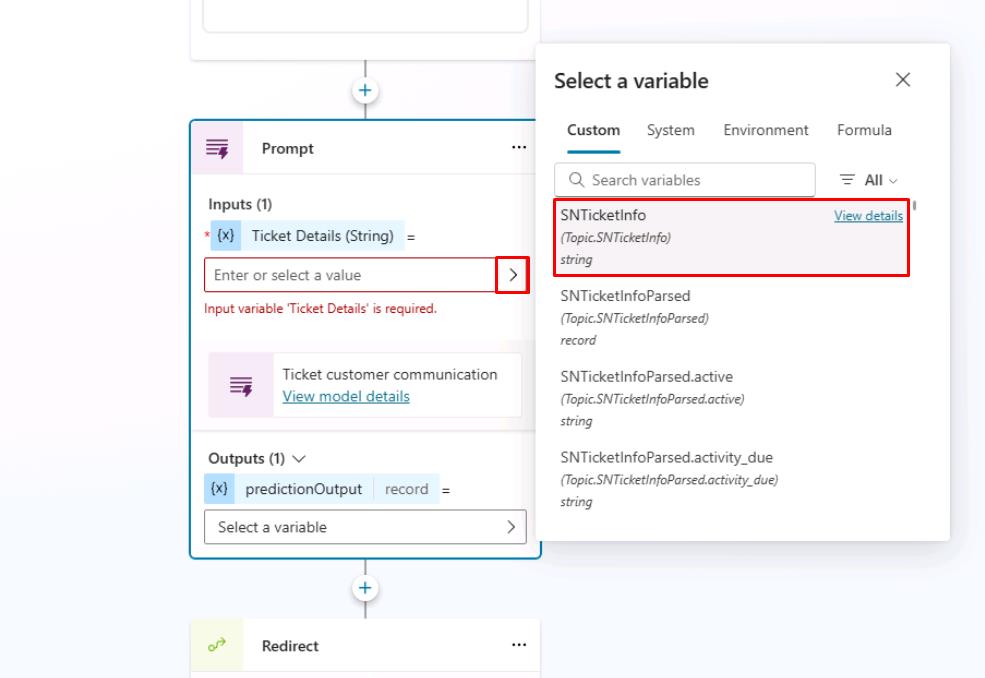 Prompt
...
Inputs (1)
* {x} Ticket Details (String) =
Enter or select a value
Input variable 'Ticket Details' is required.
Ticket customer communication
View model details
Outputs (1)
{x} predictionOutput record =
Select a variable
Redirect
...
Select a variable
Custom System Environment Formula
Search variables All
SNTicketInfo View details
(Topic.SNTicketInfo)
string
SNTicketInfoParsed
(Topic.SNTicketInfoParsed)
record
SNTicketInfoParsed.active
(Topic.SNTicketInfoParsed.active)
string
SNTicketInfoParsed.activity_due
(Topic.SNTicketInfoParsed.activity_due)
string